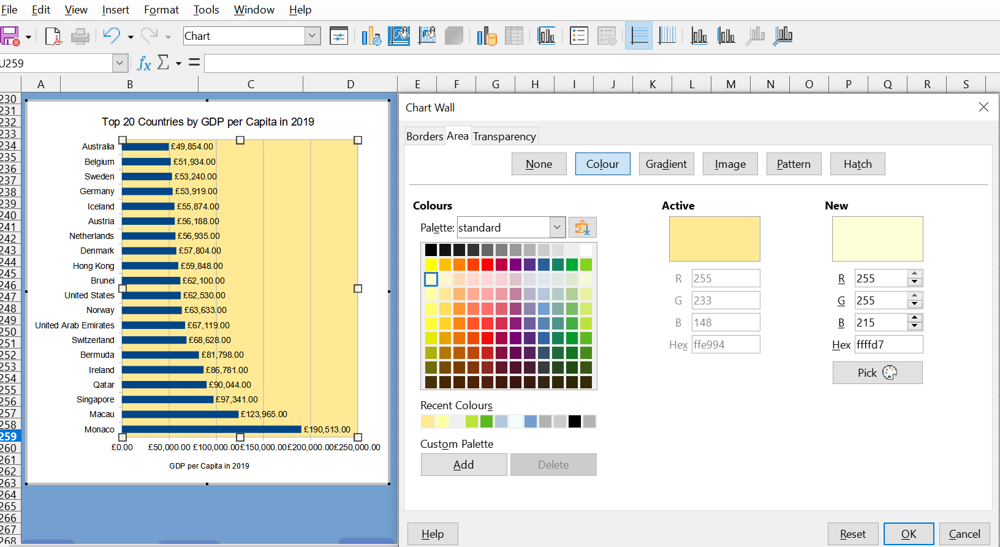 File Edit View Insert Format Tools Window Help
Chart
U259 fx Σ =
A B C D E F G H I J K L M N O P Q R S
230
231
232
233
234
235
236
237
238
239
240
241
242
243
244
245
246
247
248
249
250
251
252
253
254
255
256
257
258
259
260
261
262
263
264
265
266
267
268
Top 20 Countries by GDP per Capita in 2019
Australia £49,854.00
Belgium £51,934.00
Sweden £53,240.00
Germany £53,919.00
Iceland £55,874.00
Austria £56,188.00
Netherlands £56,935.00
Denmark £57,804.00
Hong Kong £59,848.00
Brunei £62,100.00
United States £62,530.00
Norway £63,633.00
United Arab Emirates £67,119.00
Switzerland £68,628.00
Bermuda £81,798.00
Ireland £86,781.00
Qatar £90,044.00
Singapore £97,341.00
Macau £123,965.00
Monaco £190,513.00
£0.00 £50,000.00 £100,000.00 £150,000.00 £200,000.00 £250,000.00
GDP per Capita in 2019
Chart Wall
Borders Area Transparency
None Colour Gradient Image Pattern Hatch
Colours
Palette: standard
Recent Colours
Custom Palette
Add Delete
Active
R 255
G 233
B 148
Hex ffe994
New
R 255
G 255
B 215
Hex ffffd7
Pick
Help Reset OK Cancel